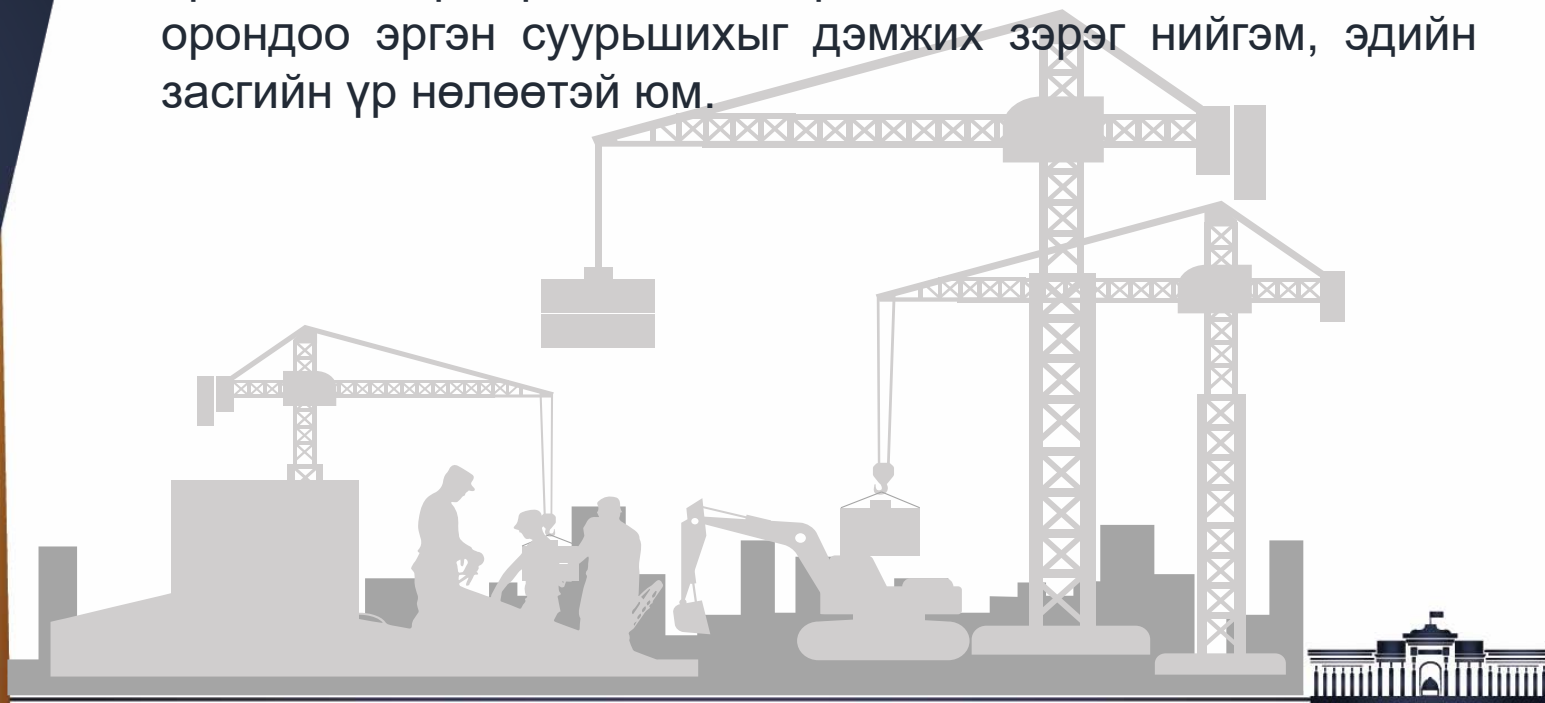 орондоо эргэн суурьшихыг дэмжих зэрэг нийгэм, эдийн
засгийн үр нөлөөтэй юм.